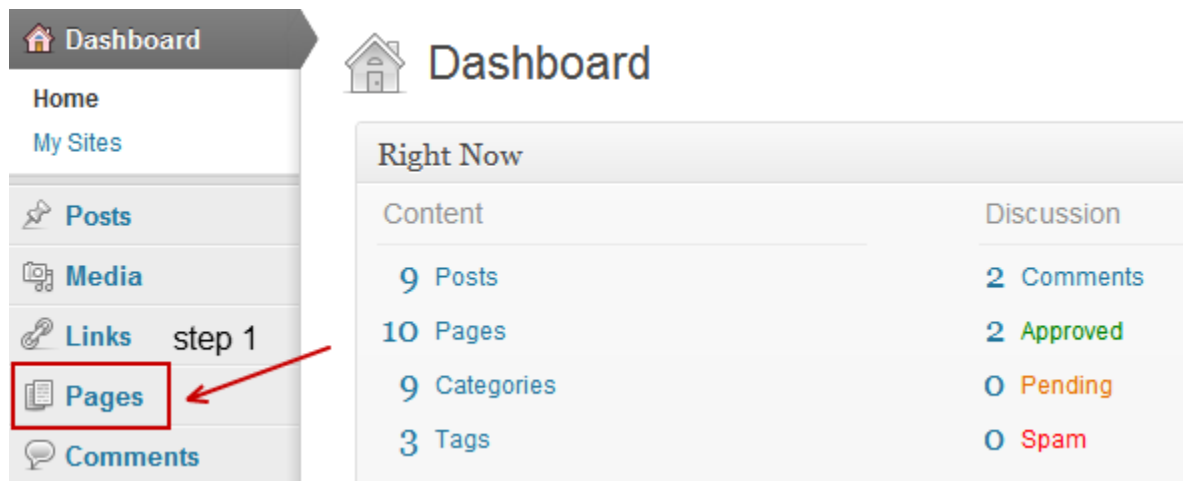 Dashboard
Home
My Sites
Posts
Media
Links step 1
Pages
Comments
Dashboard
Right Now
Content
9 Posts
10 Pages
9 Categories
3 Tags
Discussion
2 Comments
2 Approved
0 Pending
0 Spam